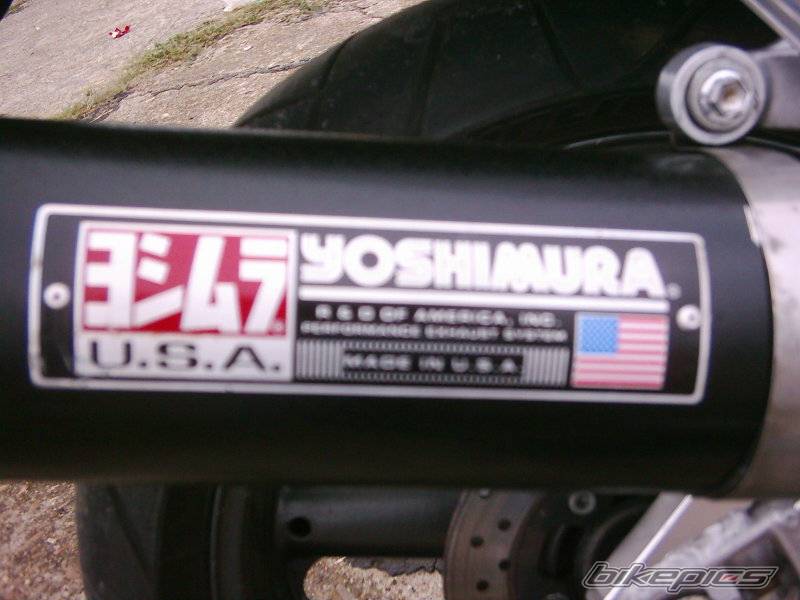 ヨシムラ
U.S.A.
YOSHIMURA
R & D OF AMERICA, INC.
PERFORMANCE EXHAUST SYSTEM
MADE IN U.S.A.
bikepics